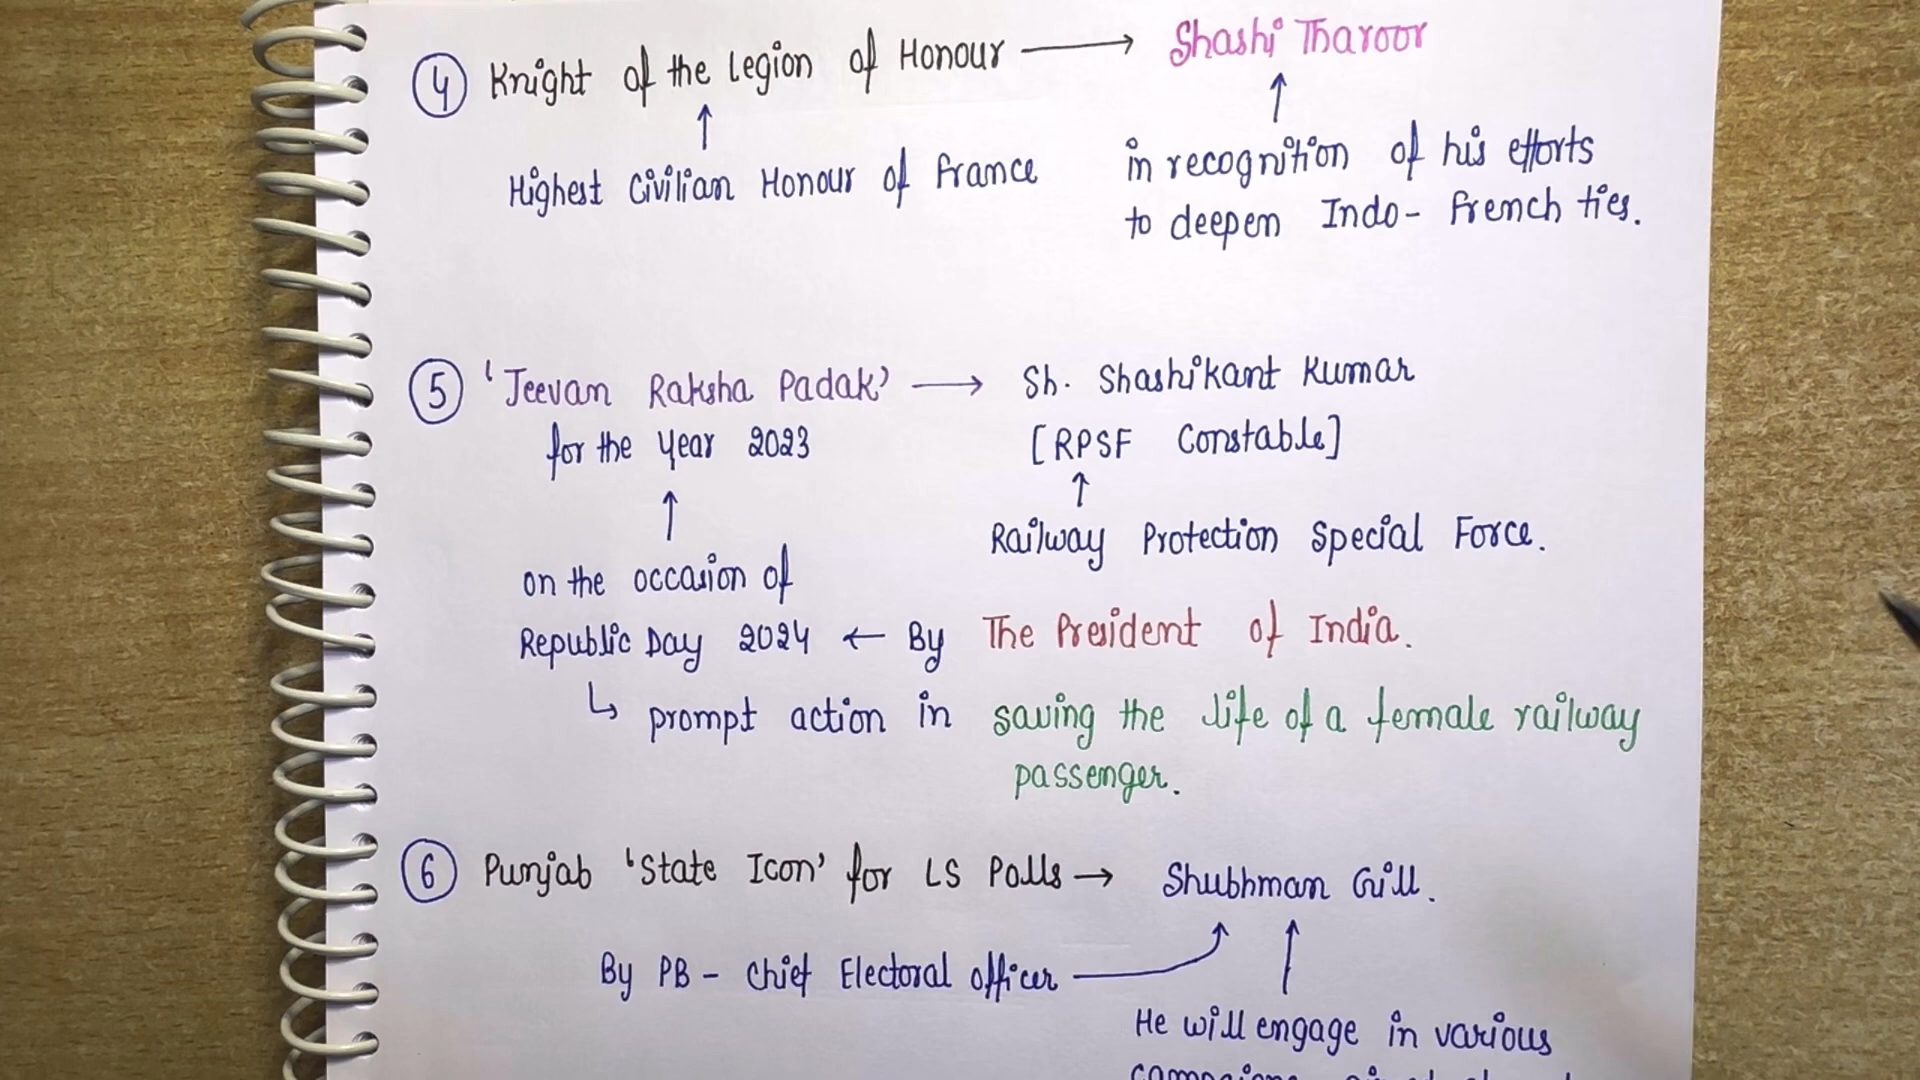 4 Knight of the Legion of Honour → Shashi Tharoor
↑ ↑
Highest Civilian Honour of France
in recognition of his efforts
to deepen Indo - French ties.
5 'Jeevan Raksha Padak' → Sh. Shashikant Kumar
for the year 2023 [RPSF Constable]
↑ ↑
Railway Protection Special Force.
on the occasion of
Republic Day 2024 ← By The President of India.
↳ prompt action in saving the life of a female railway
passenger.
6 Punjab 'State Icon' for LS Polls → Shubhman Gill.
By PB - Chief Electoral officer
He will engage in various